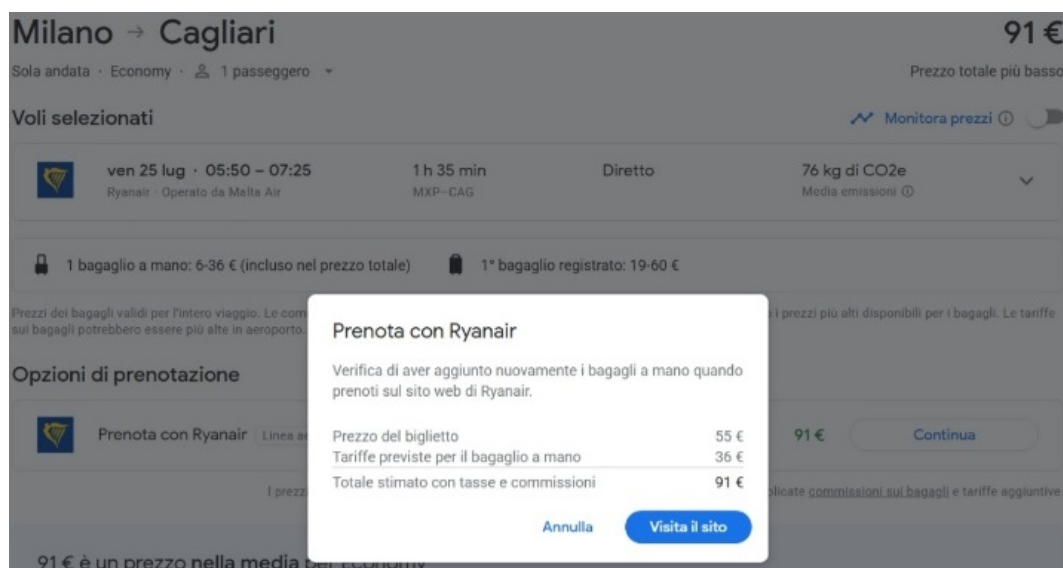 Milano → Cagliari
91 €
Sola andata · Economy · 1 passeggero
Prezzo totale più basso
Voli selezionati
Monitora prezzi
ven 25 lug · 05:50 – 07:25
1 h 35 min
Diretto
76 kg di CO2e
Ryanair · Operato da Malta Air
MXP–CAG
Media emissioni
1 bagaglio a mano: 6-36 € (incluso nel prezzo totale)
1° bagaglio registrato: 19-60 €
Prezzi dei bagagli validi per l'intero viaggio. Le com
i prezzi più alti disponibili per i bagagli. Le tariffe
sui bagagli potrebbero essere più alte in aeroporto.
Opzioni di prenotazione
Prenota con Ryanair
Linea ae
91 €
Continua
I prezz
plicate commissioni sui bagagli e tariffe aggiuntive
91 € è un prezzo nella media per Economy
Prenota con Ryanair
Verifica di aver aggiunto nuovamente i bagagli a mano quando
prenoti sul sito web di Ryanair.
Prezzo del biglietto 55 €
Tariffe previste per il bagaglio a mano 36 €
Totale stimato con tasse e commissioni 91 €
Annulla
Visita il sito